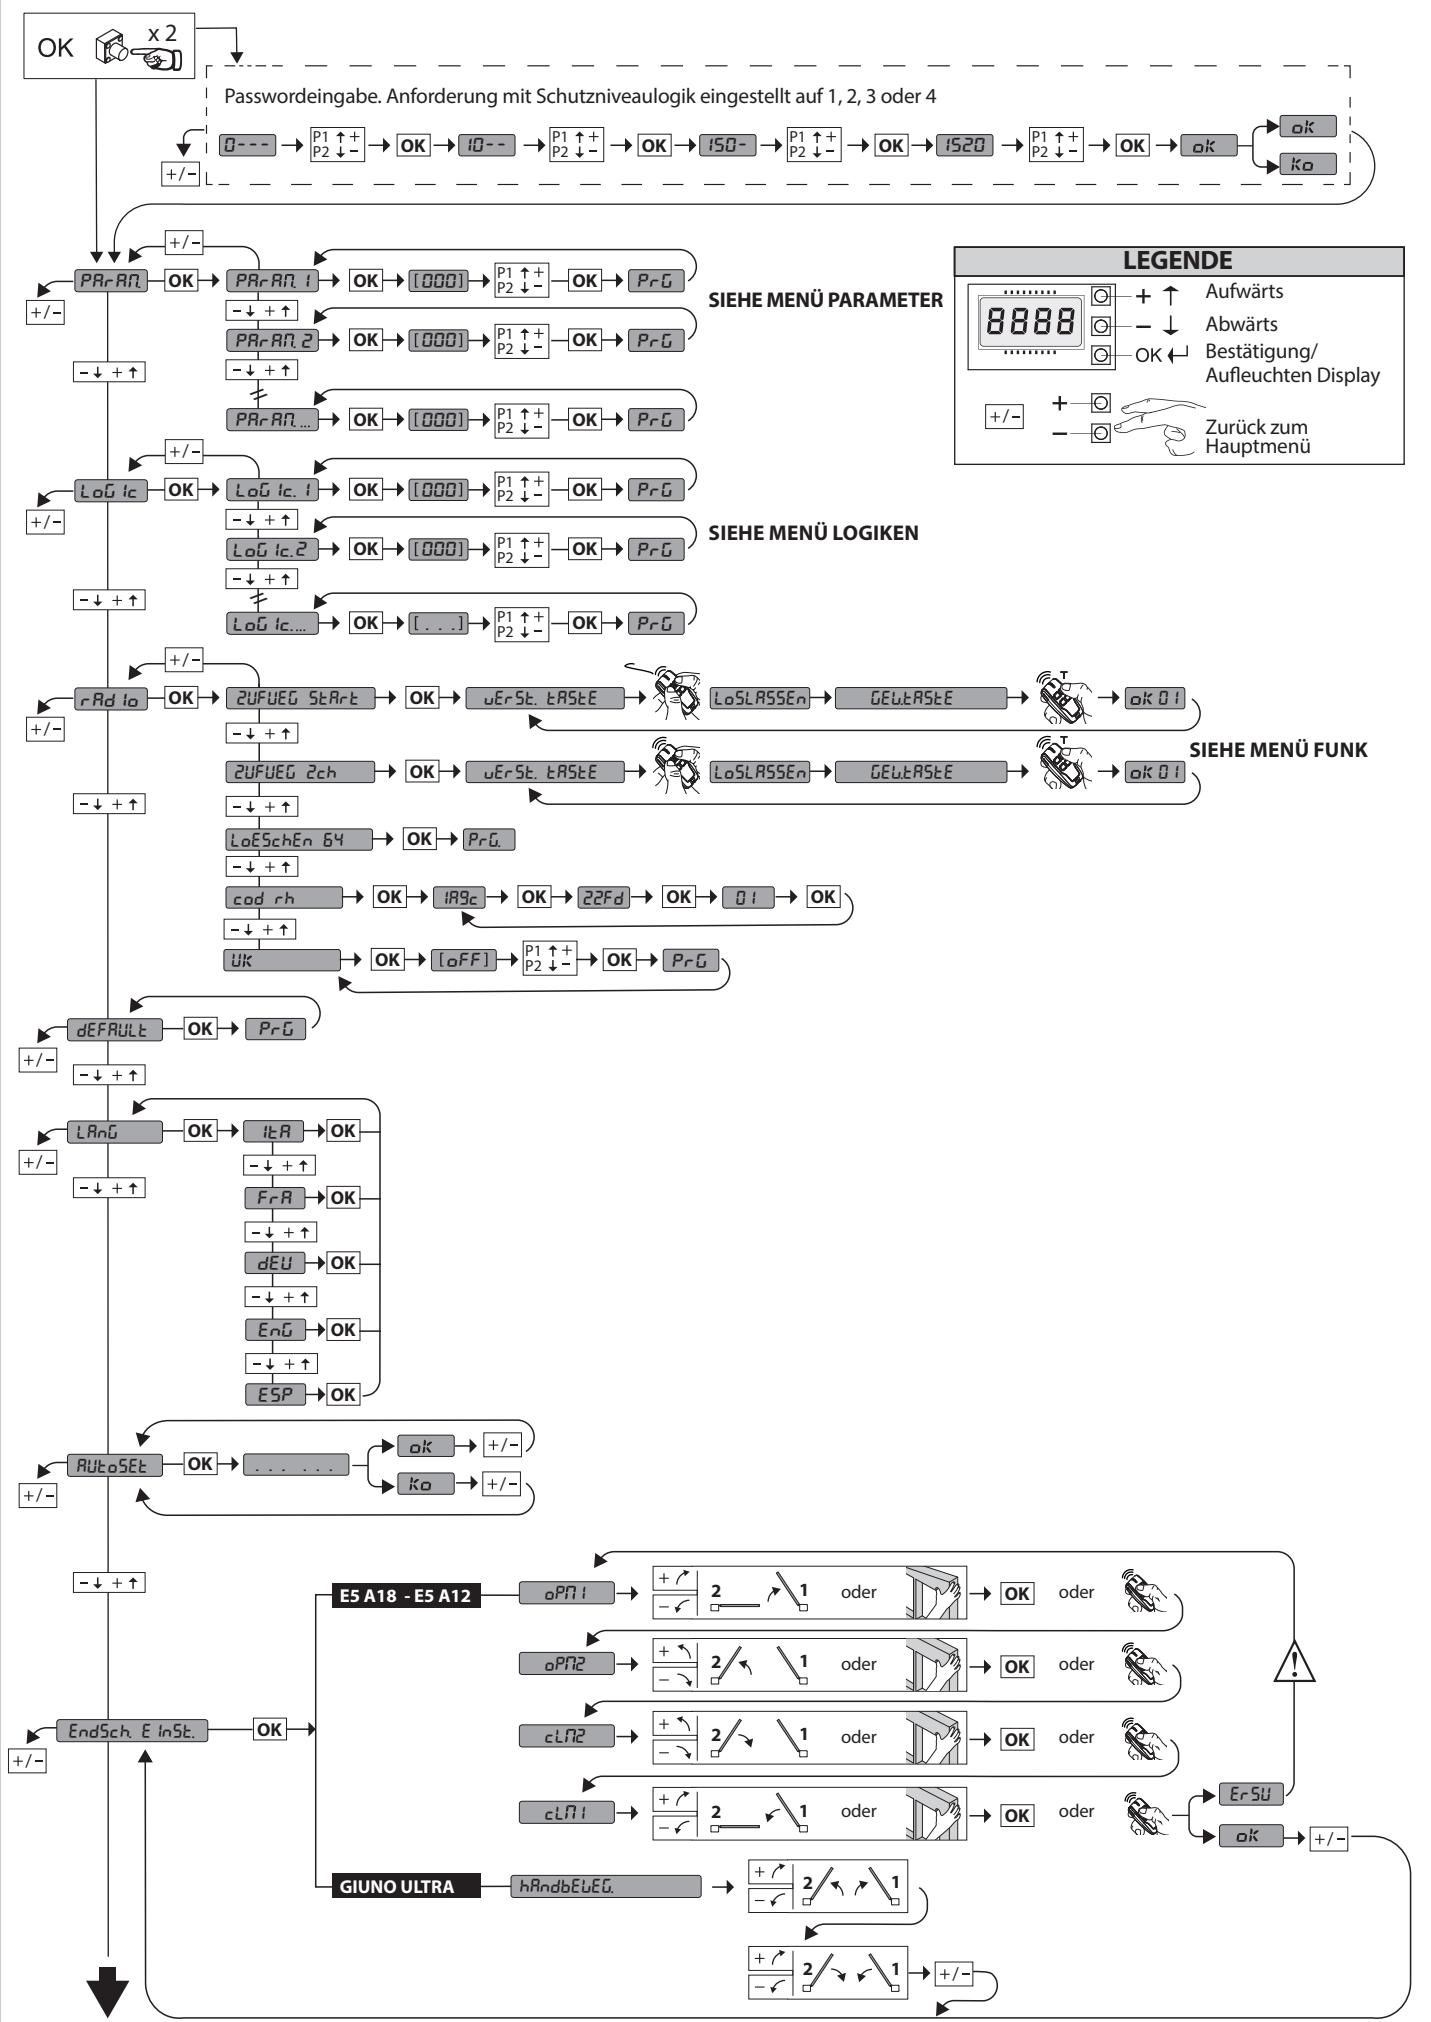 OK x 2
Passwordeingabe. Anforderung mit Schutzniveaulogik eingestellt auf 1, 2, 3 oder 4
0--- P1 ↑ + P2 ↓ − OK 10-- P1 ↑ + P2 ↓ − OK 150- P1 ↑ + P2 ↓ − OK 1520 P1 ↑ + P2 ↓ − OK oK oK
+/− Ko
+/−
PArAM OK PArAM. 1 OK [000] P1 ↑ + P2 ↓ − OK PrG
+/−
− ↓ + ↑
SIEHE MENÜ PARAMETER
PArAM. 2 OK [000] P1 ↑ + P2 ↓ − OK PrG
− ↓ + ↑
− ↓ + ↑
PArAM.... OK [000] P1 ↑ + P2 ↓ − OK PrG
LEGENDE
8888
+ ↑ Aufwärts
− ↓ Abwärts
OK Bestätigung/
Aufleuchten Display
+/− + −
Zurück zum
Hauptmenü
+/−
LoGIc OK LoGIc. 1 OK [000] P1 ↑ + P2 ↓ − OK PrG
+/−
− ↓ + ↑
SIEHE MENÜ LOGIKEN
LoGIc.2 OK [000] P1 ↑ + P2 ↓ − OK PrG
− ↓ + ↑
− ↓ + ↑
LoGIc.... OK [...] P1 ↑ + P2 ↓ − OK PrG
+/−
rAdIo OK ZUFUEG StArt OK vErSt. tAStE LoSLASSEn GEw.tAStE T oK 01
+/−
− ↓ + ↑
SIEHE MENÜ FUNK
ZUFUEG 2ch OK vErSt. tAStE LoSLASSEn GEw.tAStE T oK 01
− ↓ + ↑
− ↓ + ↑
LoESchEn 64 OK PrG.
− ↓ + ↑
cod rh OK 1A9c OK 22Fd OK 01 OK
− ↓ + ↑
UK OK [oFF] P1 ↑ + P2 ↓ − OK PrG
dEFAULt OK PrG
+/−
− ↓ + ↑
LAnG OK ItA OK
+/−
− ↓ + ↑
− ↓ + ↑
FrA OK
− ↓ + ↑
dEU OK
− ↓ + ↑
EnG OK
− ↓ + ↑
ESP OK
oK +/−
AUtoSEt OK ... ...
Ko +/−
+/−
− ↓ + ↑
E5 A18 - E5 A12 oPM1 + − 2 1 oder OK oder
oPM2 + − 2 1 oder OK oder
!
EndSch. EInSt. OK
+/−
cLM2 + − 2 1 oder OK oder
ErSU
cLM1 + − 2 1 oder OK oder
oK +/−
GIUNO ULTRA hAndbEwEG. + − 2 1
+ − 2 1 +/−